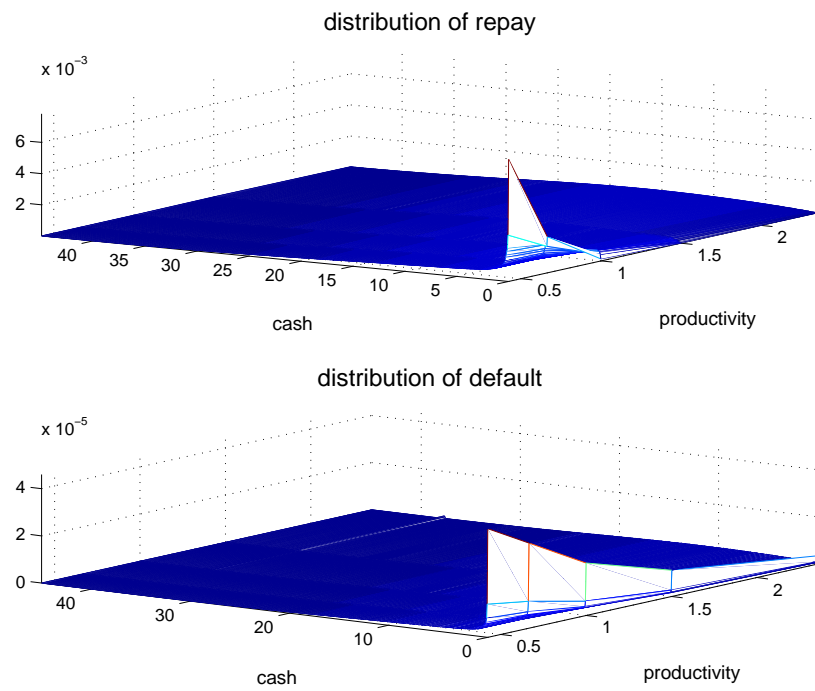 distribution of repay
x 10⁻³
6
4
2
40 35 30 25 20 15 10 5 0
0.5 1 1.5 2
cash
productivity
distribution of default
x 10⁻⁵
4
2
0
40 30 20 10 0
0.5 1 1.5 2
cash
productivity